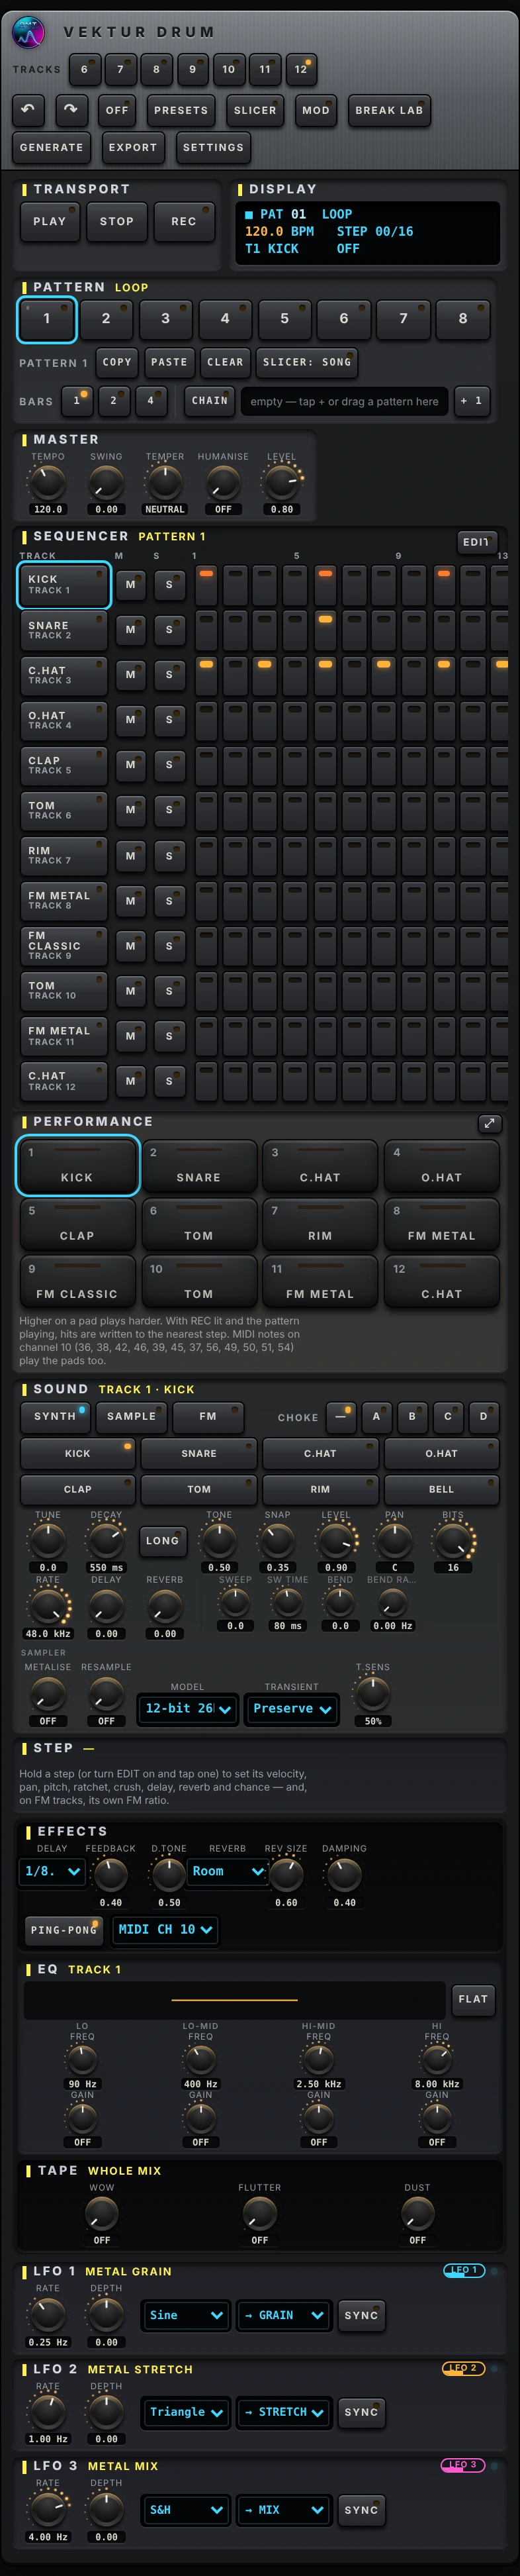 VEKTUR DRUM
TRACKS 6 7 8 9 10 11 12
↶ ↷ OFF PRESETS SLICER MOD BREAK LAB
GENERATE EXPORT SETTINGS
TRANSPORT
PLAY STOP REC
DISPLAY
■ PAT 01 LOOP
120.0 BPM STEP 00/16
T1 KICK OFF
PATTERN LOOP
1 2 3 4 5 6 7 8
PATTERN 1 COPY PASTE CLEAR SLICER: SONG
BARS 1 2 4 CHAIN empty — tap + or drag a pattern here + 1
MASTER
TEMPO SWING TEMPER HUMANISE LEVEL
120.0 0.00 NEUTRAL OFF 0.80
SEQUENCER PATTERN 1 EDIT
TRACK M S 1 5 9 13
KICK M S
TRACK 1
SNARE M S
TRACK 2
C.HAT M S
TRACK 3
O.HAT M S
TRACK 4
CLAP M S
TRACK 5
TOM M S
TRACK 6
RIM M S
TRACK 7
FM METAL M S
TRACK 8
FM
CLASSIC M S
TRACK 9
TOM M S
TRACK 10
FM METAL M S
TRACK 11
C.HAT M S
TRACK 12
PERFORMANCE
1 2 3 4
KICK SNARE C.HAT O.HAT
5 6 7 8
CLAP TOM RIM FM METAL
9 10 11 12
FM CLASSIC TOM FM METAL C.HAT
Higher on a pad plays harder. With REC lit and the pattern
playing, hits are written to the nearest step. MIDI notes on
channel 10 (36, 38, 42, 46, 39, 45, 37, 56, 49, 50, 51, 54)
play the pads too.
SOUND TRACK 1 · KICK
SYNTH SAMPLE FM CHOKE — A B C D
KICK SNARE C.HAT O.HAT
CLAP TOM RIM BELL
TUNE DECAY LONG TONE SNAP LEVEL PAN BITS
0.0 550 ms 0.50 0.35 0.90 C 16
RATE DELAY REVERB SWEEP SW TIME BEND BEND RA...
48.0 kHz 0.00 0.00 0.0 80 ms 0.0 0.00 Hz
SAMPLER
METALISE RESAMPLE MODEL TRANSIENT T.SENS
OFF OFF 12-bit 26 Preserve 50%
STEP —
Hold a step (or turn EDIT on and tap one) to set its velocity,
pan, pitch, ratchet, crush, delay, reverb and chance — and,
on FM tracks, its own FM ratio.
EFFECTS
DELAY FEEDBACK D.TONE REVERB REV SIZE DAMPING
1/8. 0.40 0.50 Room 0.60 0.40
PING-PONG MIDI CH 10
EQ TRACK 1
FLAT
LO LO-MID HI-MID HI
FREQ FREQ FREQ FREQ
90 Hz 400 Hz 2.50 kHz 8.00 kHz
GAIN GAIN GAIN GAIN
OFF OFF OFF OFF
TAPE WHOLE MIX
WOW FLUTTER DUST
OFF OFF OFF
LFO 1 METAL GRAIN LFO 1
RATE DEPTH
Sine → GRAIN SYNC
0.25 Hz 0.00
LFO 2 METAL STRETCH LFO 2
RATE DEPTH
Triangle → STRETCH SYNC
1.00 Hz 0.00
LFO 3 METAL MIX LFO 3
RATE DEPTH
S&H → MIX SYNC
4.00 Hz 0.00